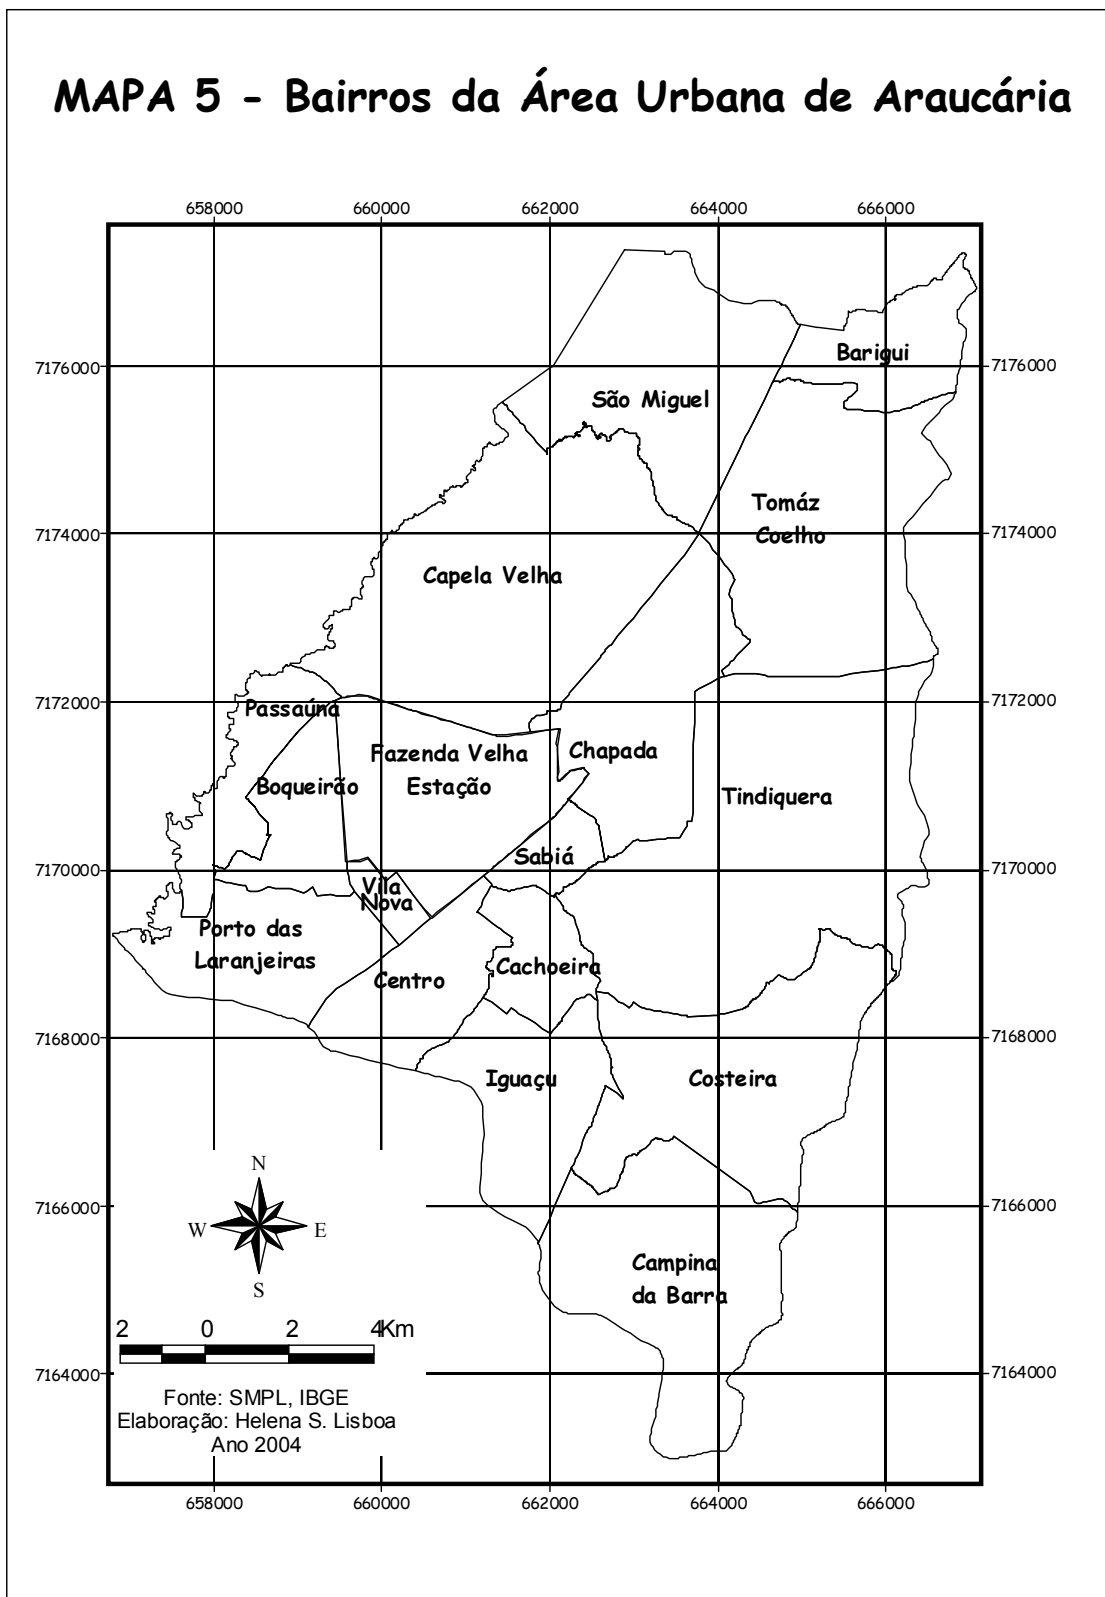 MAPA 5 - Bairros da Área Urbana de Araucária
658000 660000 662000 664000 666000
Barigui
7176000 7176000
São Miguel
Tomáz
Coelho
7174000 7174000
Capela Velha
7172000 7172000
Passaúna
Fazenda Velha
Chapada
Boqueirão
Estação
Tindiquera
Sabiá
7170000 7170000
Vila
Nova
Porto das
Laranjeiras
Cachoeira
Centro
7168000 7168000
Iguaçu
Costeira
N
W E
S
7166000 7166000
Campina
da Barra
2 0 2 4Km
7164000 7164000
Fonte: SMPL, IBGE
Elaboração: Helena S. Lisboa
Ano 2004
658000 660000 662000 664000 666000